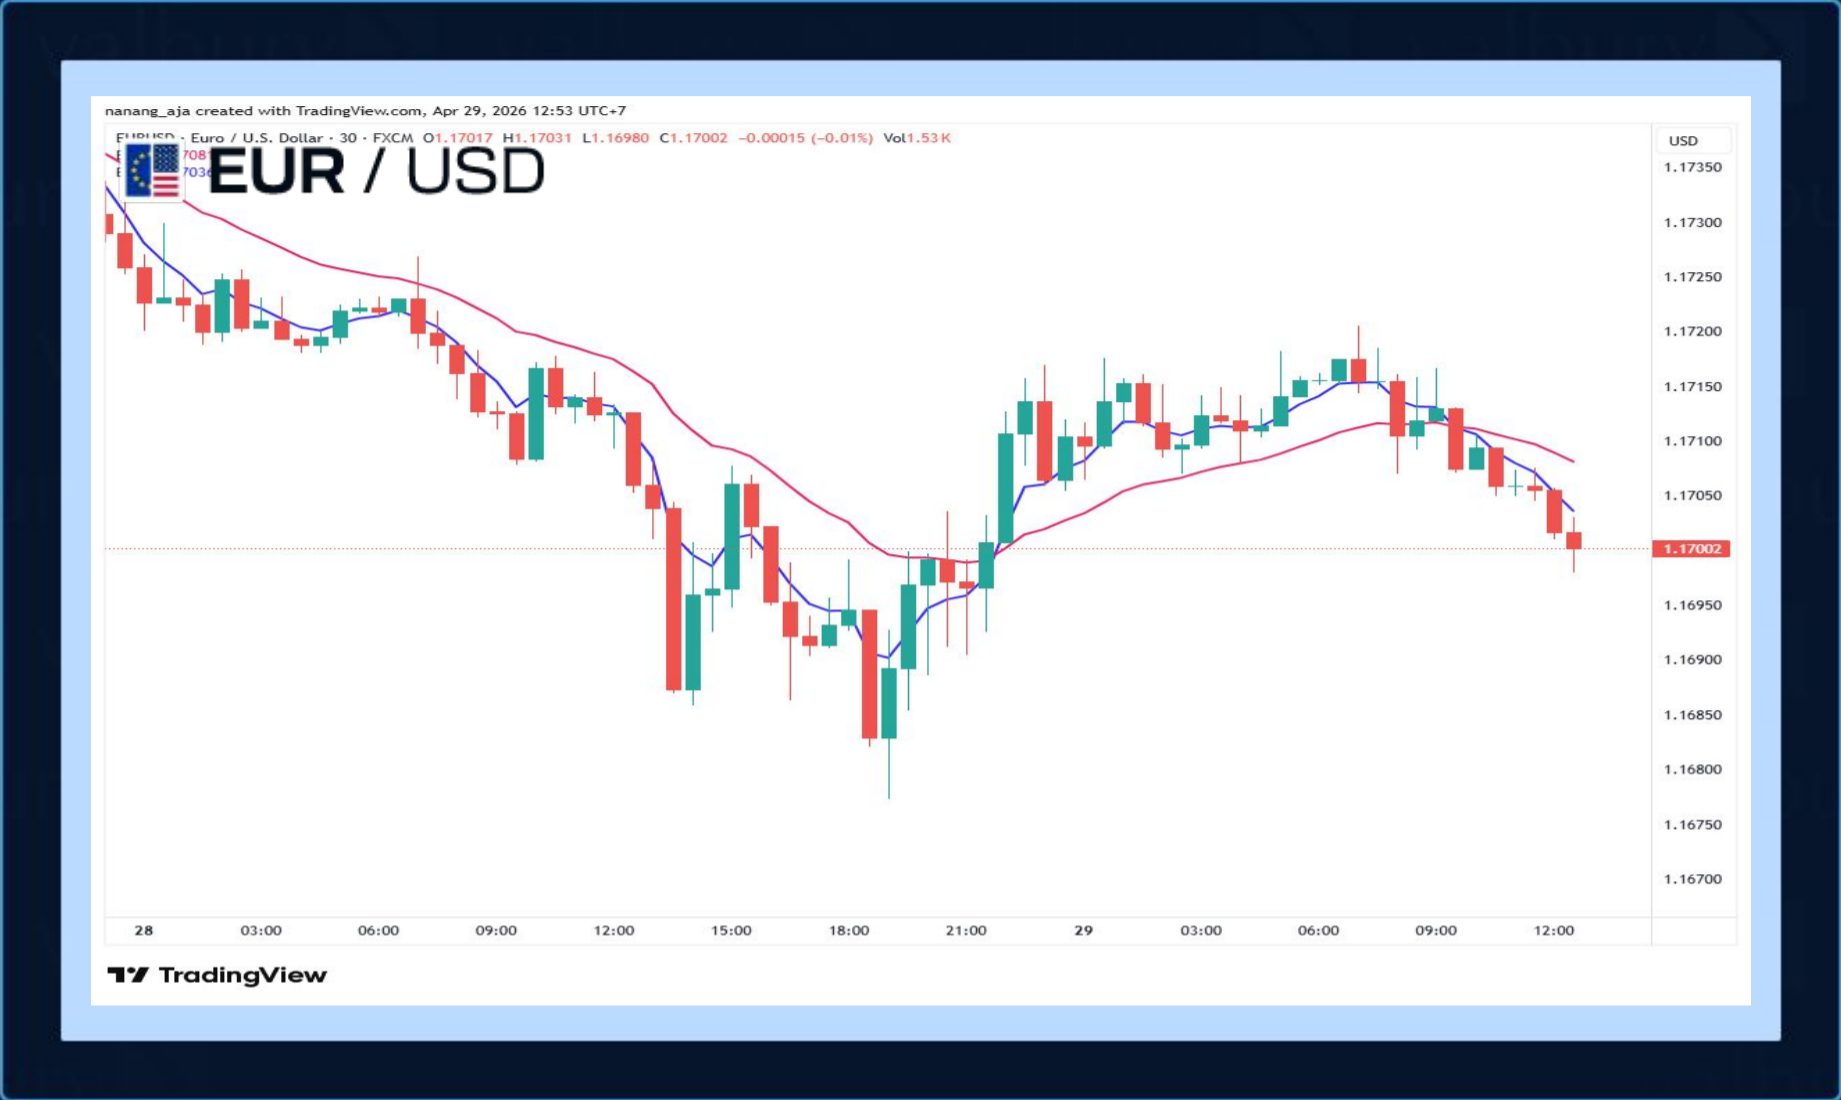 nanang_aja created with TradingView.com, Apr 29, 2026 12:53 UTC+7
EURUSD · Euro / U.S. Dollar · 30 · FXCM O1.17017 H1.17031 L1.16980 C1.17002 −0.00015 (−0.01%) Vol1.53 K
EUR / USD
USD
1.17350
1.17300
1.17250
1.17200
1.17150
1.17100
1.17050
1.17002
1.16950
1.16900
1.16850
1.16800
1.16750
1.16700
28 03:00 06:00 09:00 12:00 15:00 18:00 21:00 29 03:00 06:00 09:00 12:00
TradingView